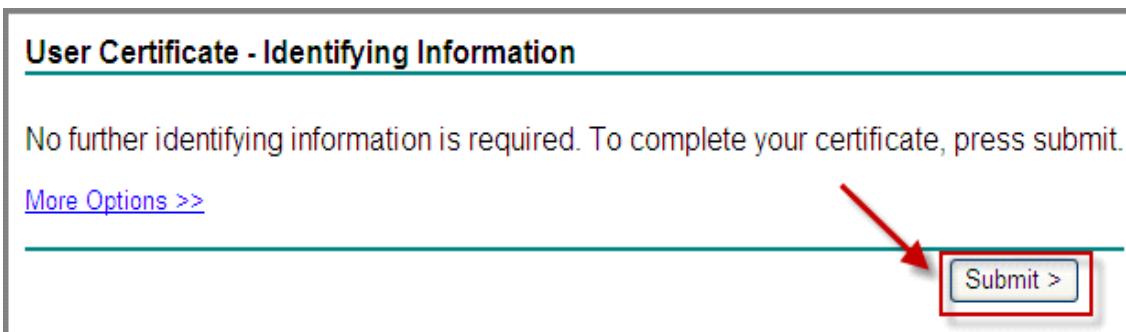 User Certificate - Identifying Information
No further identifying information is required. To complete your certificate, press submit.
More Options >>
Submit >